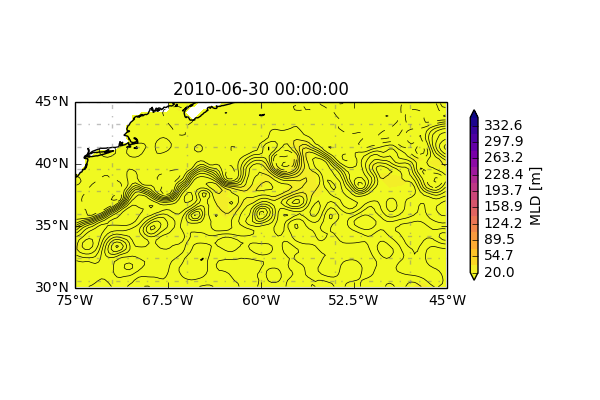 2010-06-30 00:00:00
45°N
40°N
35°N
30°N
75°W
67.5°W
60°W
52.5°W
45°W
332.6
297.9
263.2
228.4
193.7
158.9
124.2
89.5
54.7
20.0
MLD [m]